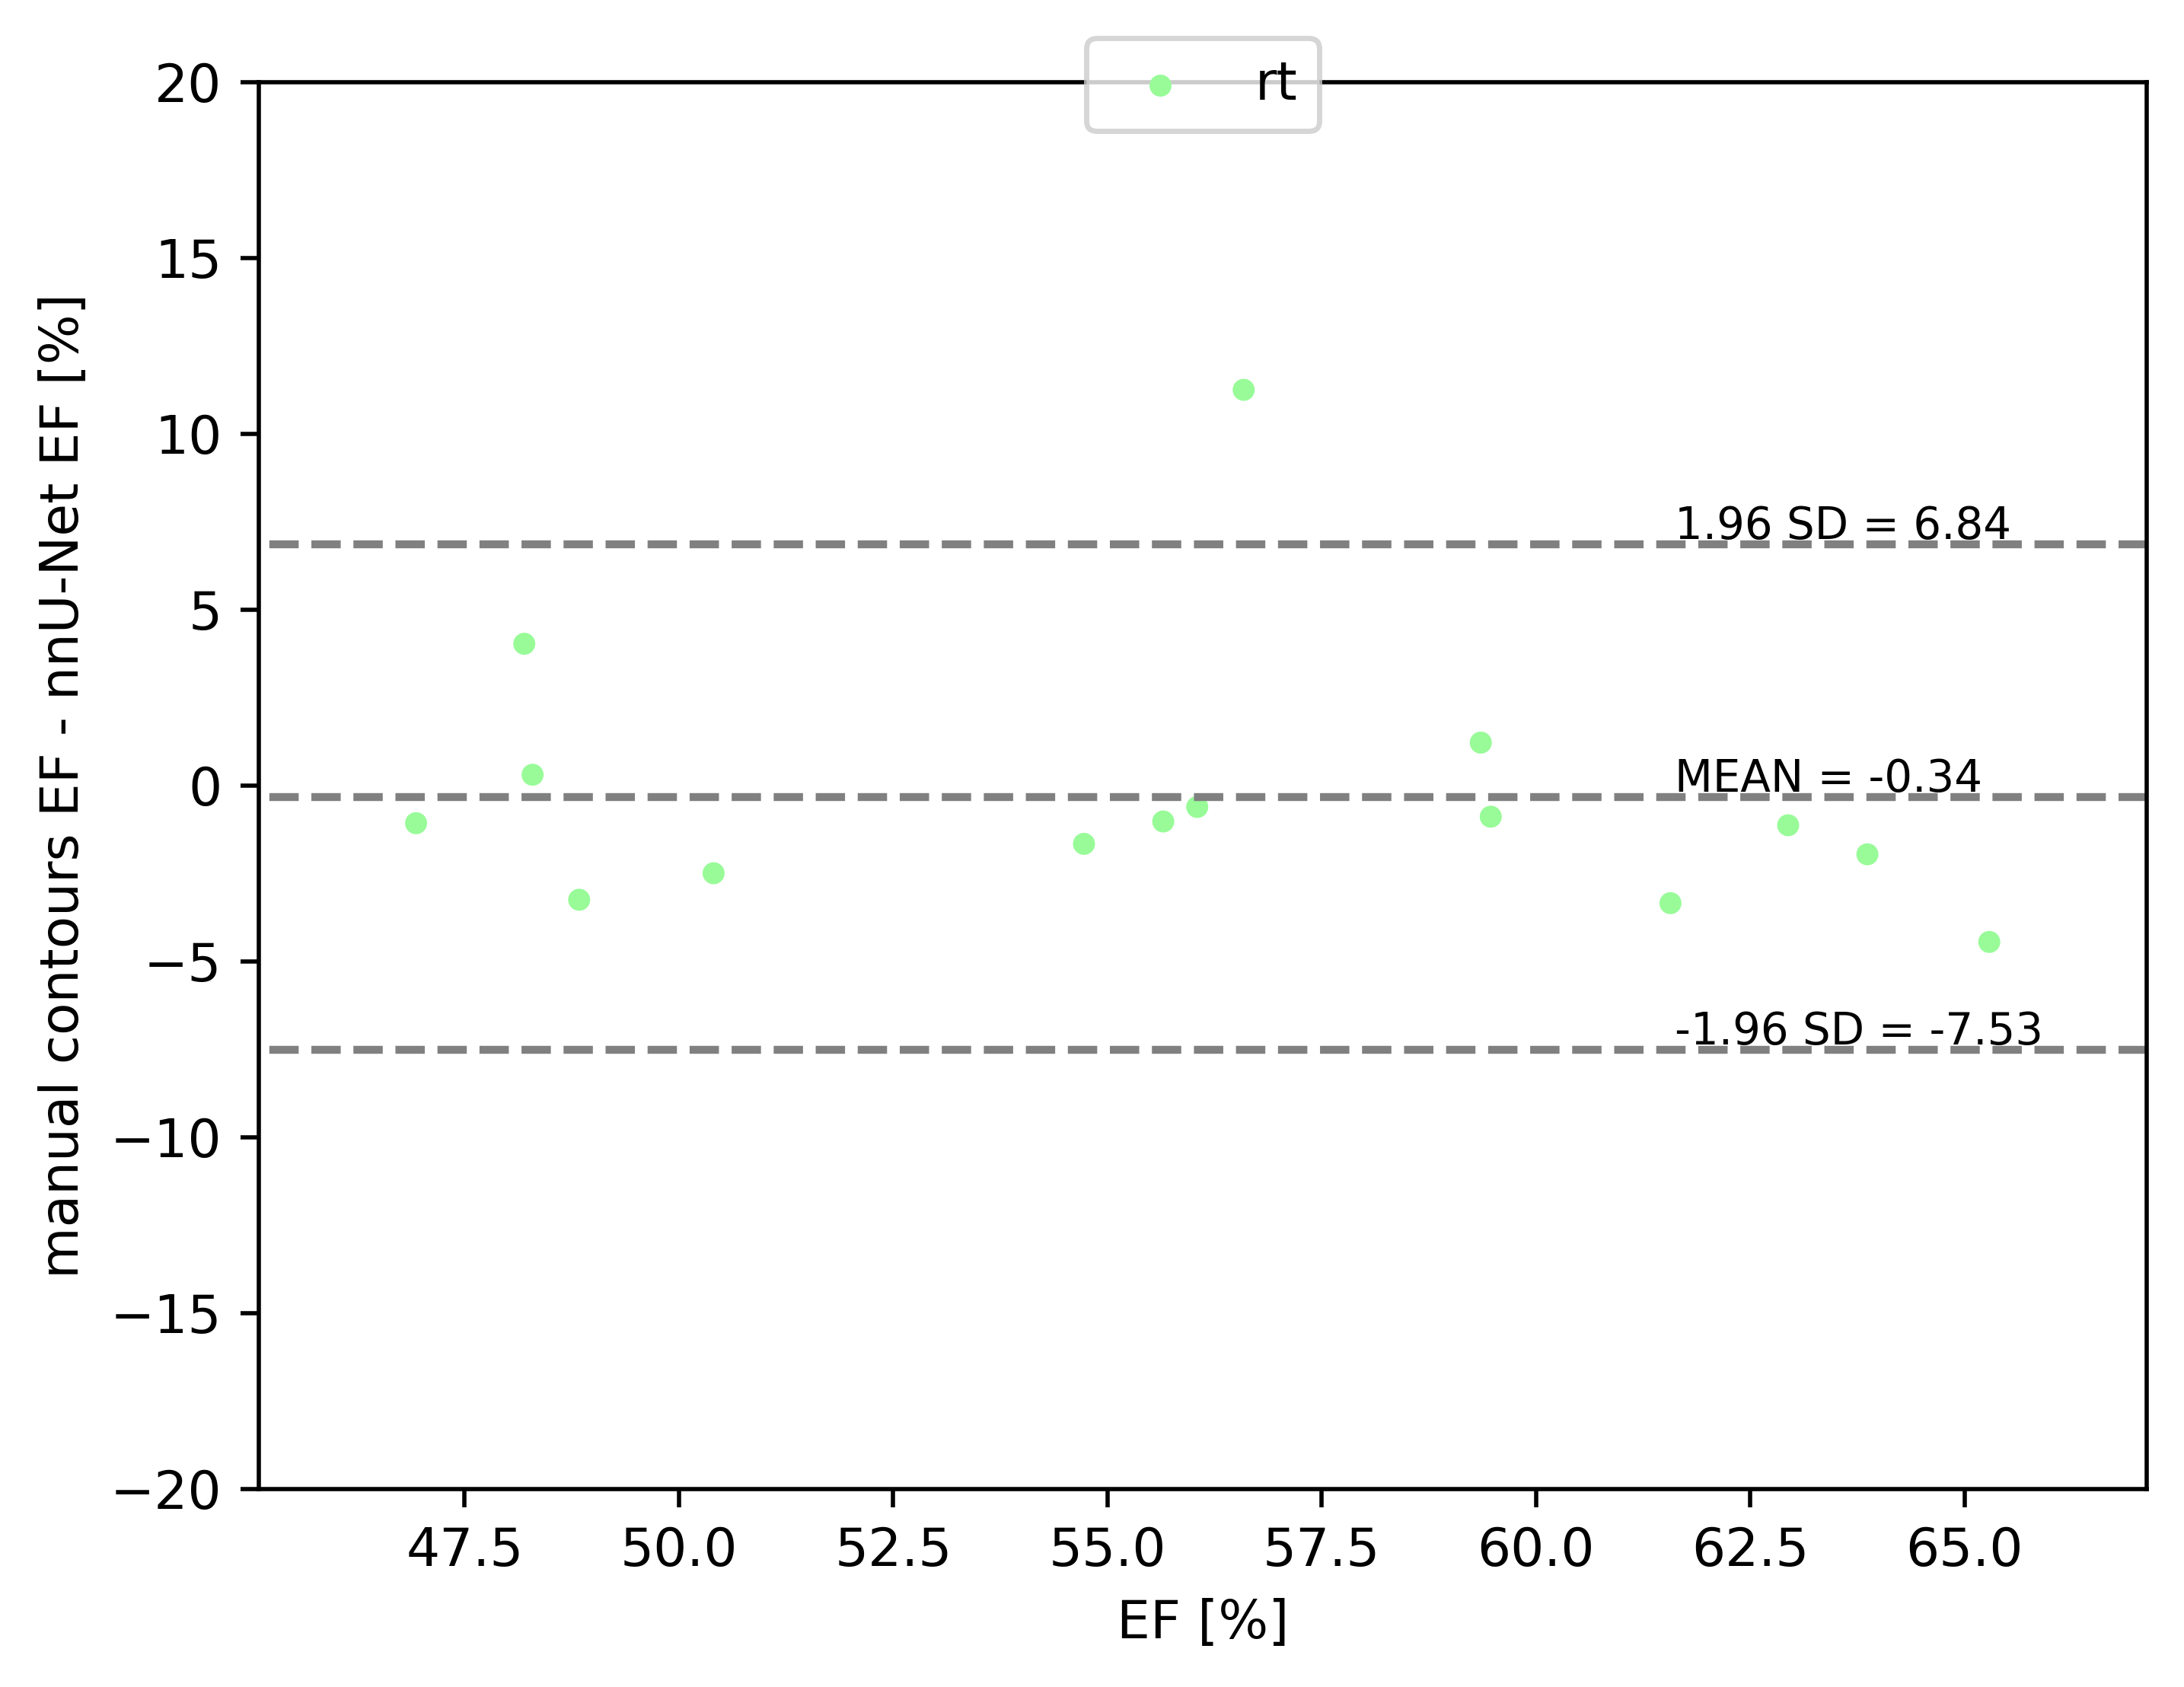 rt
20
15
10
5
0
−5
−10
−15
−20
manual contours EF - nnU-Net EF [%]
1.96 SD = 6.84
MEAN = -0.34
-1.96 SD = -7.53
47.5 50.0 52.5 55.0 57.5 60.0 62.5 65.0
EF [%]